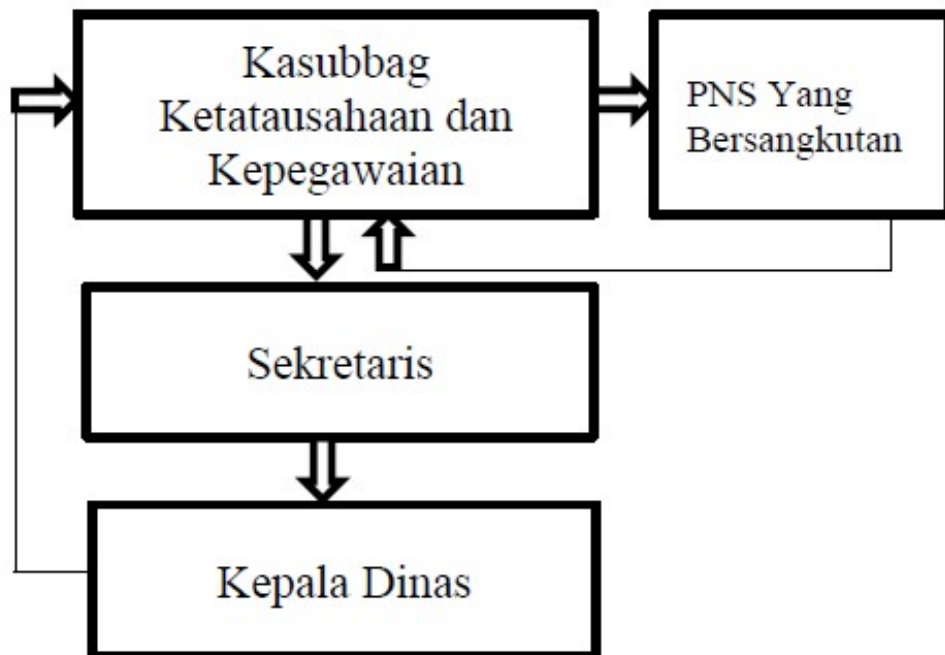 Kasubbag
Ketatausahaan dan
Kepegawaian
PNS Yang
Bersangkutan
Sekretaris
Kepala Dinas